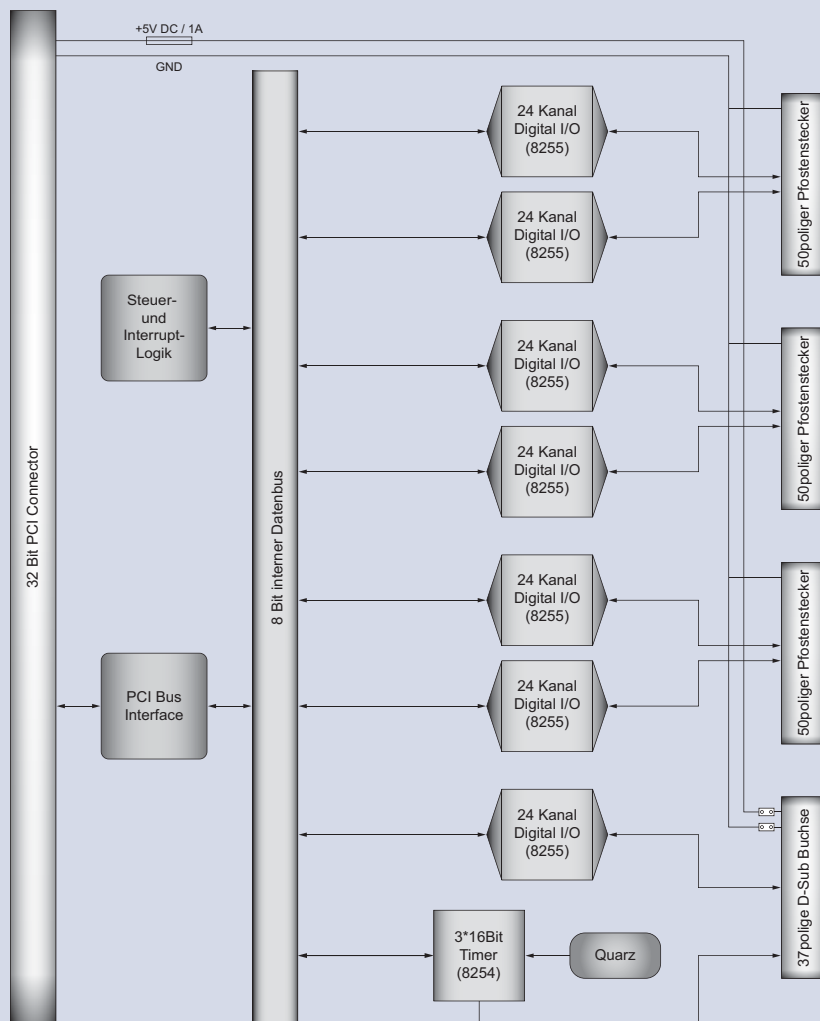 +5V DC / 1A
GND
24 Kanal
Digital I/O
(8255)
50poliger Pfostenstecker
24 Kanal
Digital I/O
(8255)
Steuer-
und
Interrupt-
Logik
24 Kanal
Digital I/O
(8255)
50poliger Pfostenstecker
24 Kanal
Digital I/O
(8255)
32 Bit PCI Connector
8 Bit interner Datenbus
24 Kanal
Digital I/O
(8255)
50poliger Pfostenstecker
PCI Bus
Interface
24 Kanal
Digital I/O
(8255)
24 Kanal
Digital I/O
(8255)
37polige D-Sub Buchse
3*16Bit
Timer
(8254)
Quarz